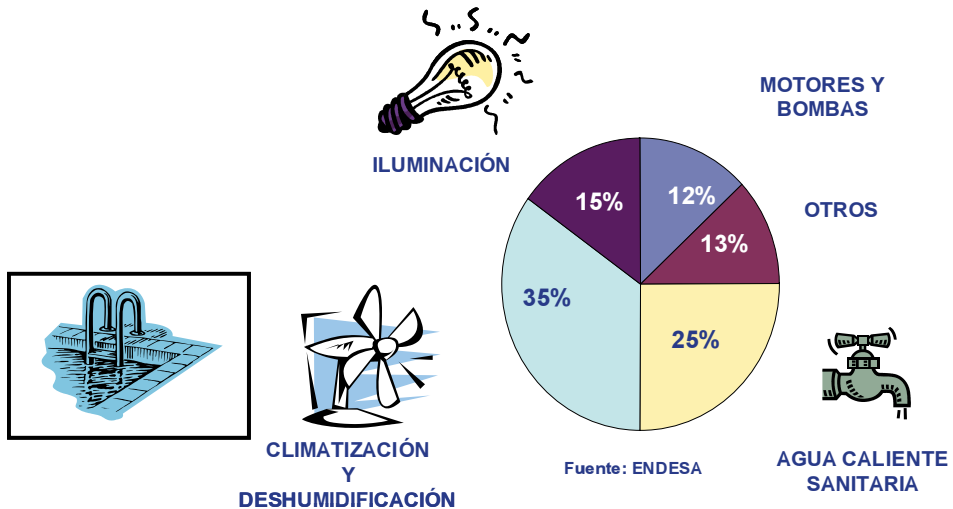 MOTORES Y
BOMBAS
ILUMINACIÓN
15%
12%
OTROS
13%
35%
25%
CLIMATIZACIÓN
Y
DESHUMIDIFICACIÓN
Fuente: ENDESA
AGUA CALIENTE
SANITARIA